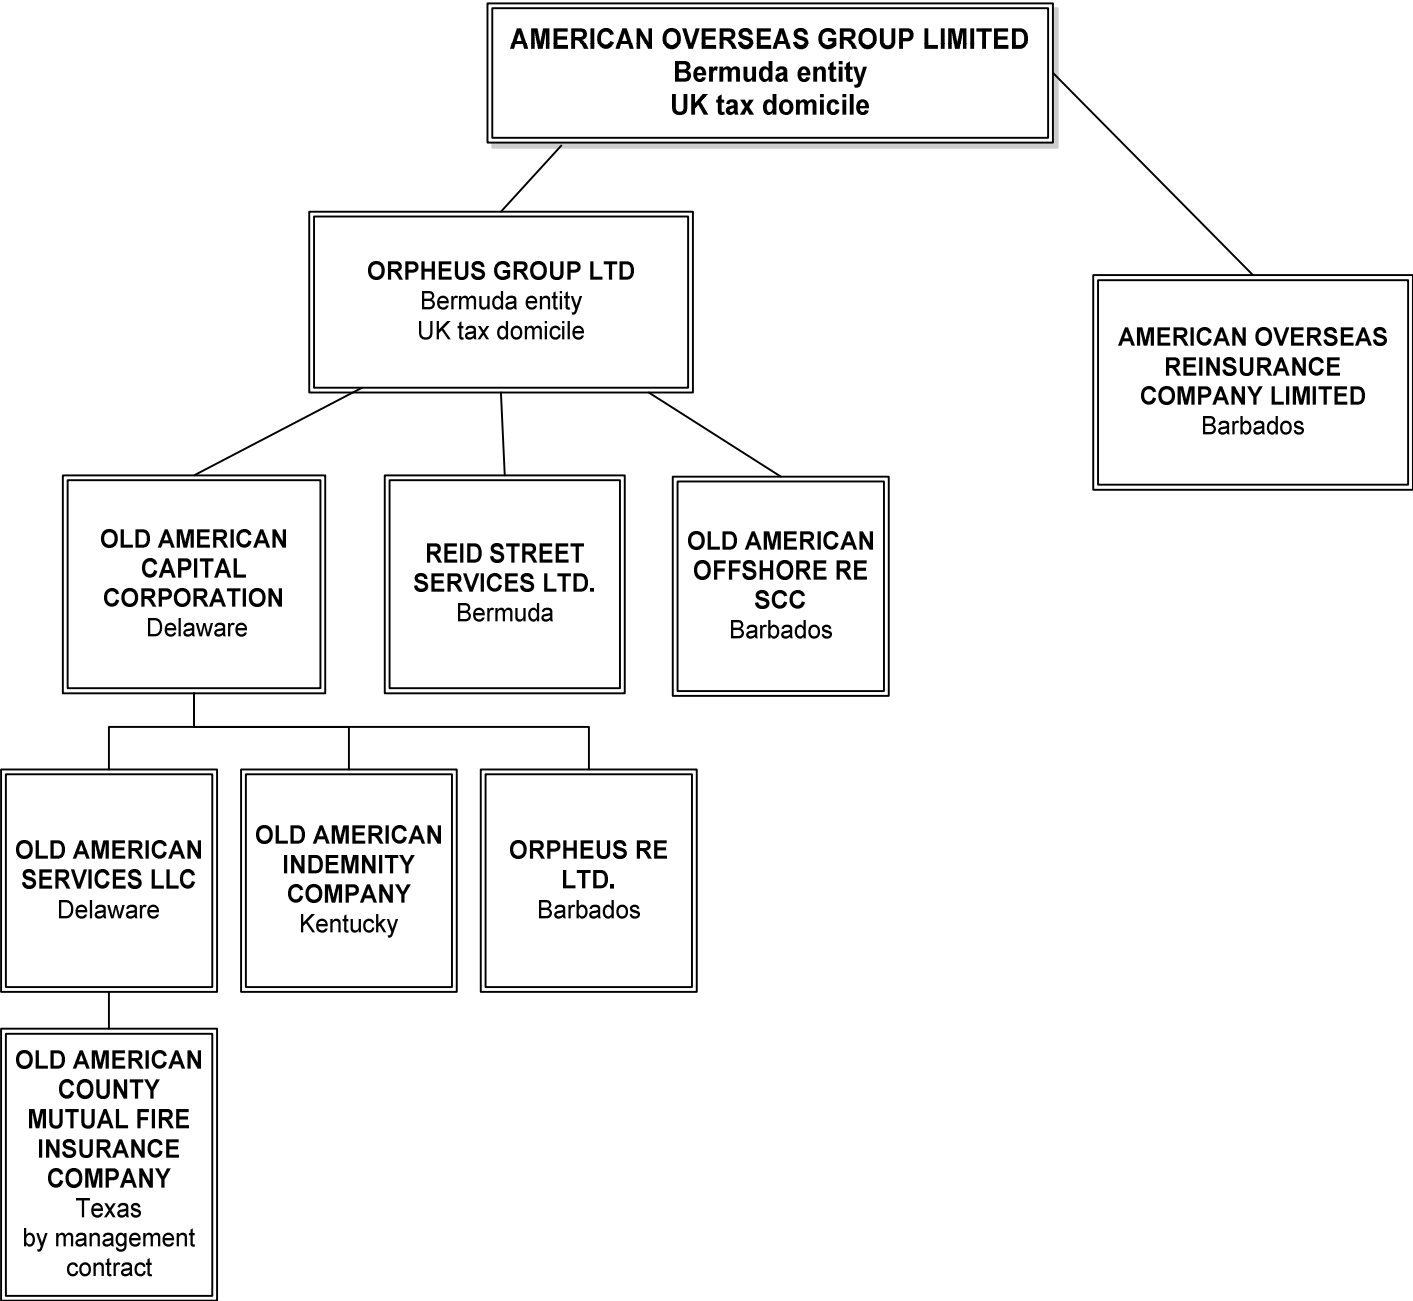 AMERICAN OVERSEAS GROUP LIMITED
Bermuda entity
UK tax domicile
ORPHEUS GROUP LTD
Bermuda entity
UK tax domicile
AMERICAN OVERSEAS
REINSURANCE
COMPANY LIMITED
Barbados
OLD AMERICAN
CAPITAL
CORPORATION
Delaware
REID STREET
SERVICES LTD.
Bermuda
OLD AMERICAN
OFFSHORE RE
SCC
Barbados
OLD AMERICAN
SERVICES LLC
Delaware
OLD AMERICAN
INDEMNITY
COMPANY
Kentucky
ORPHEUS RE
LTD.
Barbados
OLD AMERICAN
COUNTY
MUTUAL FIRE
INSURANCE
COMPANY
Texas
by management
contract